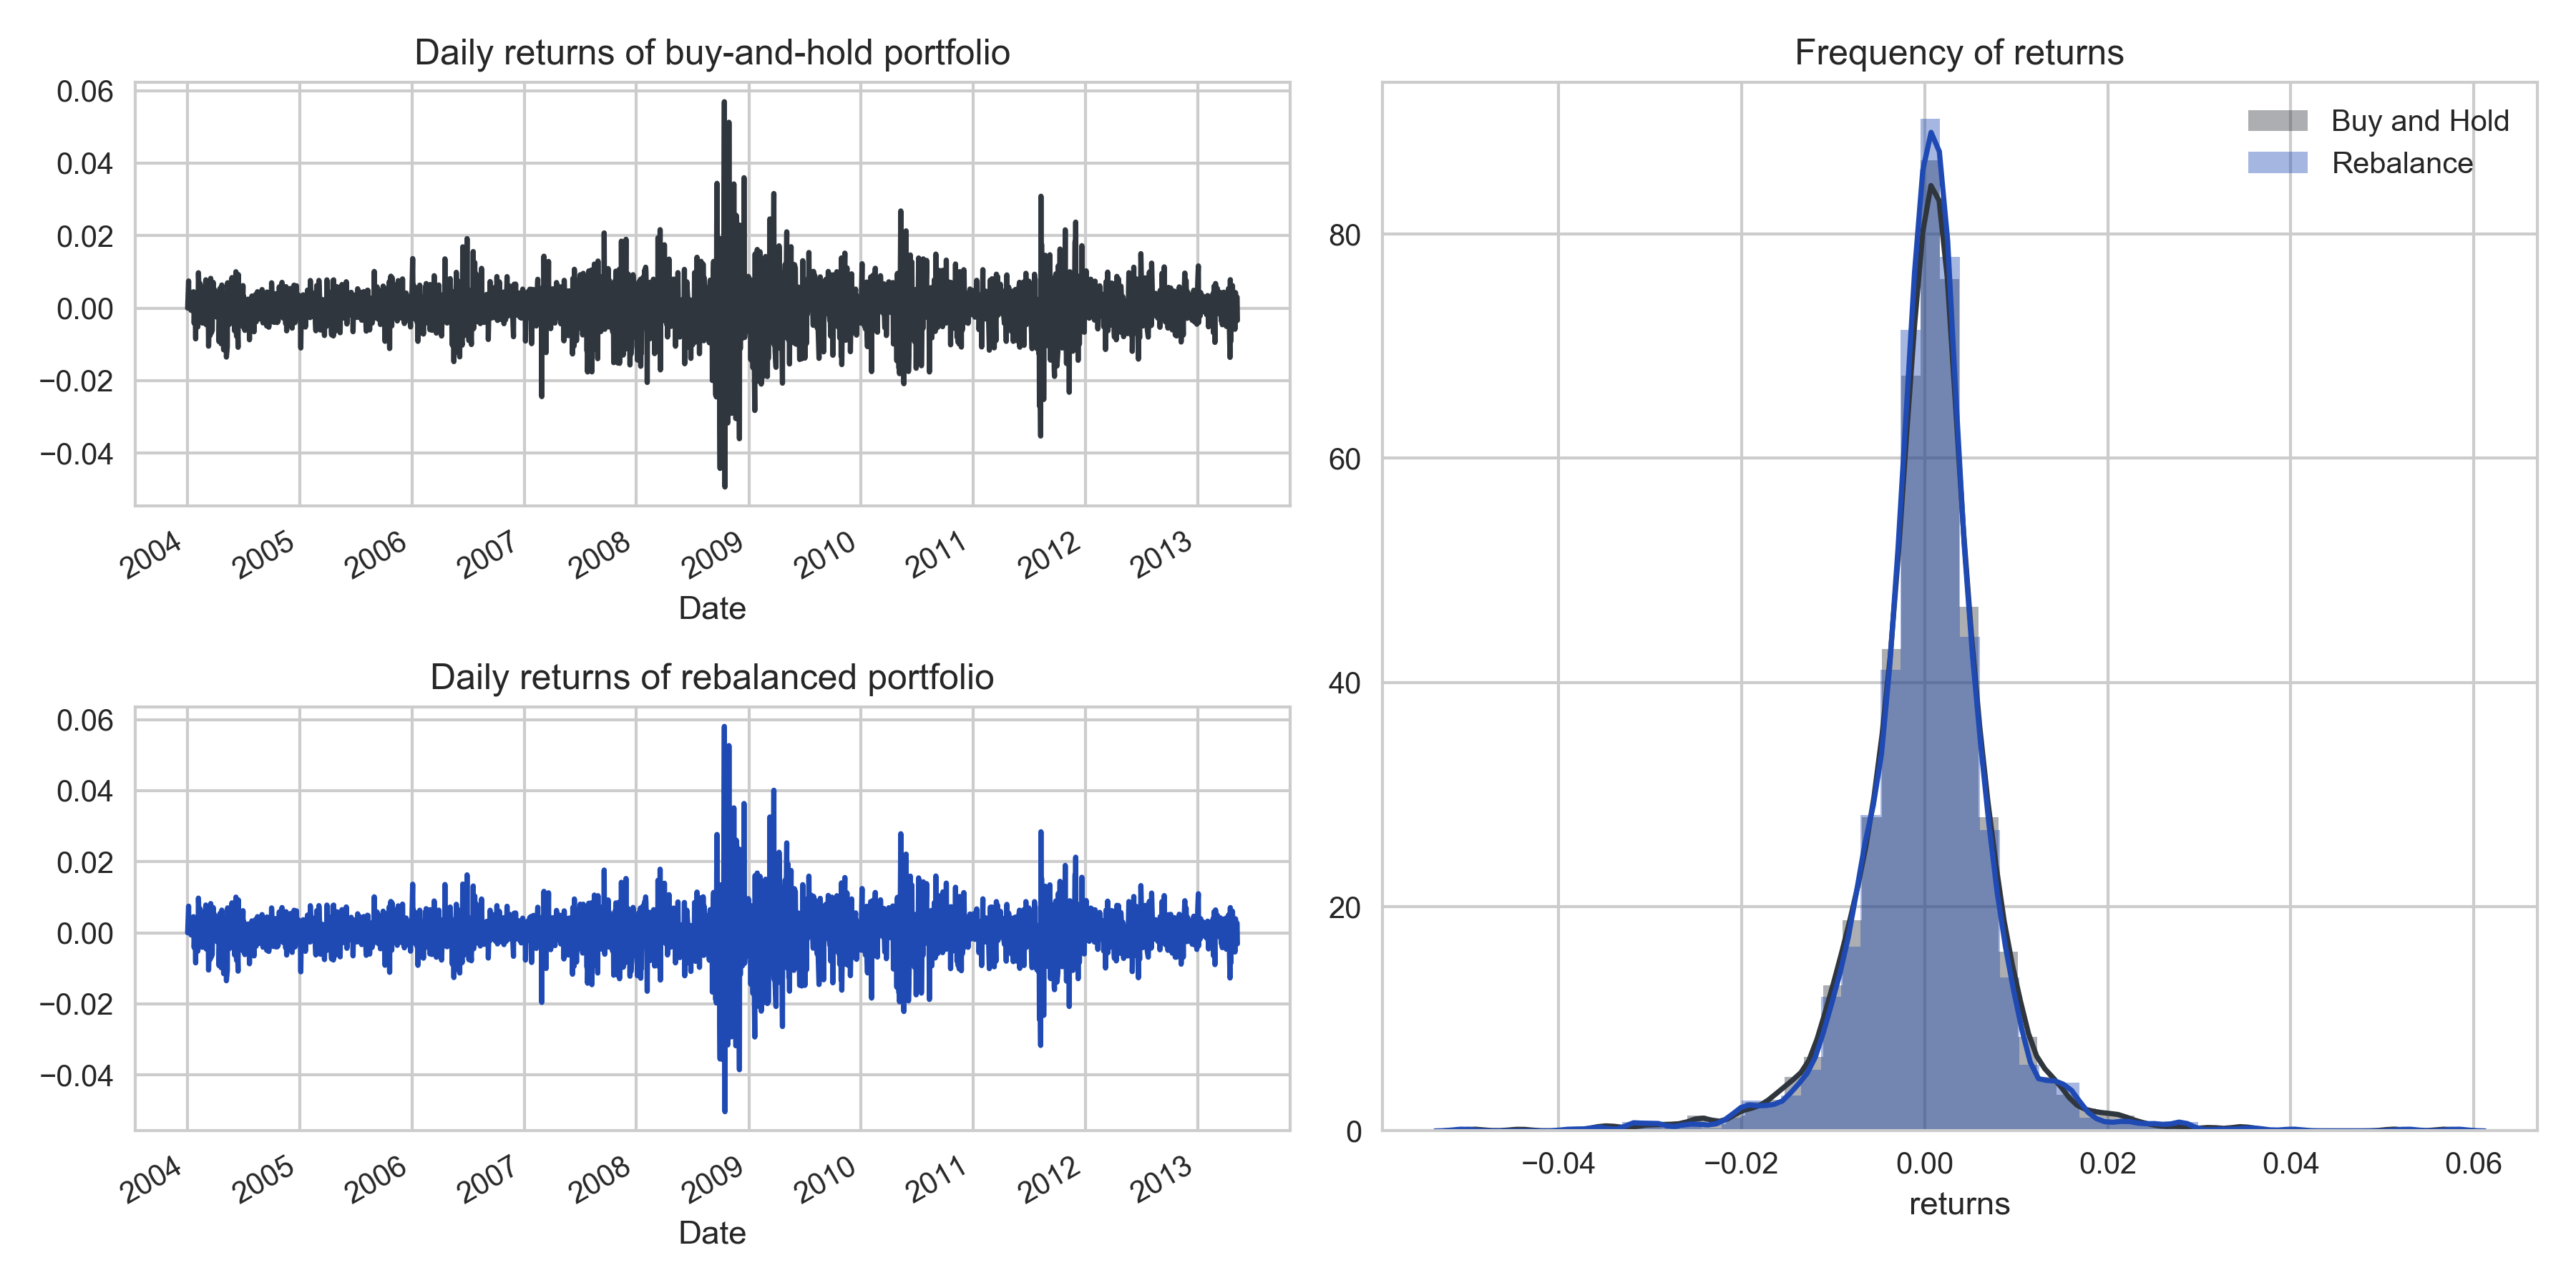 Daily returns of buy-and-hold portfolio
0.06
0.04
0.02
0.00
−0.02
−0.04
2004 2005 2006 2007 2008 2009 2010 2011 2012 2013
Date
Daily returns of rebalanced portfolio
0.06
0.04
0.02
0.00
−0.02
−0.04
2004 2005 2006 2007 2008 2009 2010 2011 2012 2013
Date
Frequency of returns
Buy and Hold
Rebalance
80
60
40
20
0
−0.04 −0.02 0.00 0.02 0.04 0.06
returns